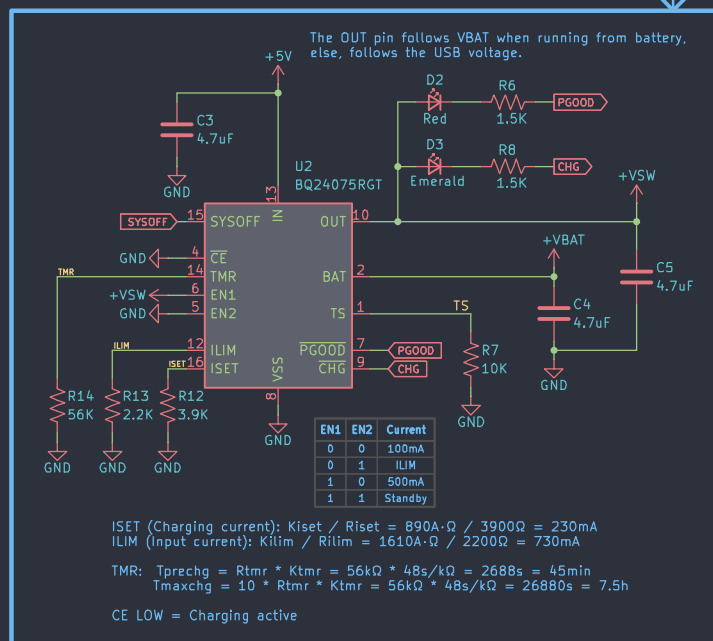 The OUT pin follows VBAT when running from battery,
else, follows the USB voltage.
+5V
D2
Red
R6
1.5K
PGOOD
C3
4.7uF
GND
D3
Emerald
R8
1.5K
CHG
U2
BQ24075RGT
+VSW
13
IN
SYSOFF
15
SYSOFF
OUT
10
GND
4
CE
+VBAT
TMR
14
TMR
BAT
2
C5
4.7uF
+VSW
6
EN1
GND
5
EN2
TS
1
TS
C4
4.7uF
ILIM
12
ILIM
PGOOD
7
PGOOD
ISET
16
ISET
CHG
9
CHG
R7
10K
GND
VSS
8
R14
56K
R13
2.2K
R12
3.9K
GND
GND
GND
GND
GND
EN1 EN2 Current
0 0 100mA
0 1 ILIM
1 0 500mA
1 1 Standby
ISET (Charging current): Kiset / Riset = 890A·Ω / 3900Ω = 230mA
ILIM (Input current): Kilim / Rilim = 1610A·Ω / 2200Ω = 730mA
TMR: Tprechg = Rtmr * Ktmr = 56kΩ * 48s/kΩ = 2688s = 45min
Tmaxchg = 10 * Rtmr * Ktmr = 56kΩ * 48s/kΩ = 26880s = 7.5h
CE LOW = Charging active